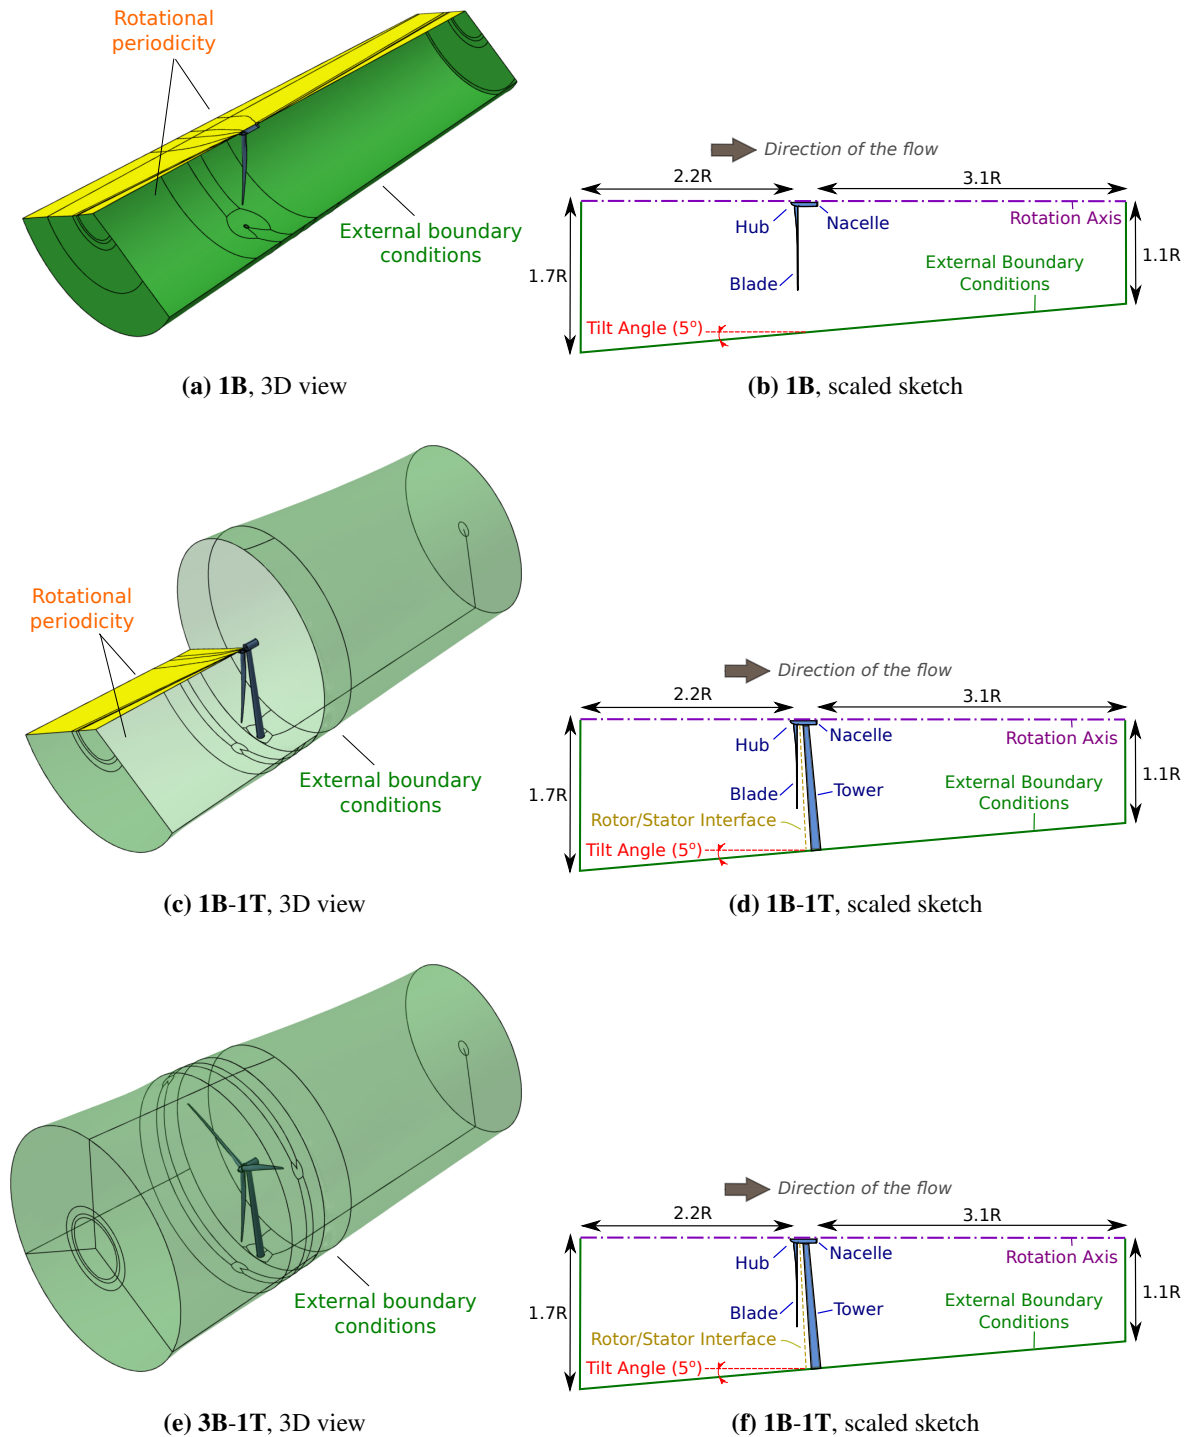 Rotational
periodicity
External boundary
conditions
(a) 1B, 3D view
Direction of the flow
2.2R
3.1R
Hub
Nacelle
Rotation Axis
1.7R
1.1R
Blade
External Boundary
Conditions
Tilt Angle (5º)
(b) 1B, scaled sketch
Rotational
periodicity
External boundary
conditions
(c) 1B-1T, 3D view
Direction of the flow
2.2R
3.1R
Hub
Nacelle
Rotation Axis
1.7R
1.1R
Blade
Tower
External Boundary
Conditions
Rotor/Stator Interface
Tilt Angle (5º)
(d) 1B-1T, scaled sketch
External boundary
conditions
(e) 3B-1T, 3D view
Direction of the flow
2.2R
3.1R
Hub
Nacelle
Rotation Axis
1.7R
1.1R
Blade
Tower
External Boundary
Conditions
Rotor/Stator Interface
Tilt Angle (5º)
(f) 1B-1T, scaled sketch